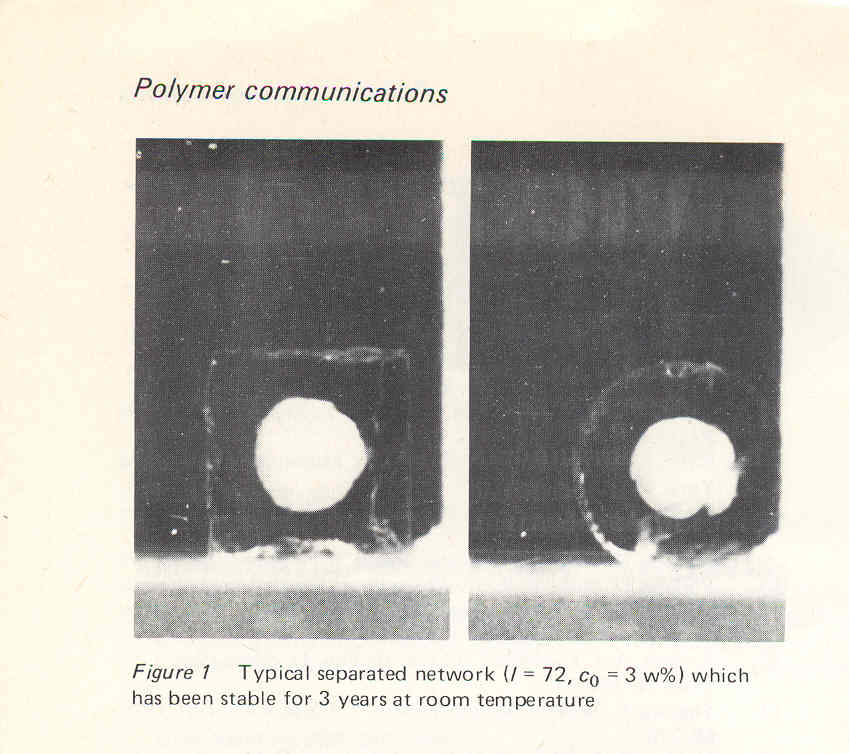 Polymer communications
Figure 1 Typical separated network (l = 72, c₀ = 3 w%) which
has been stable for 3 years at room temperature